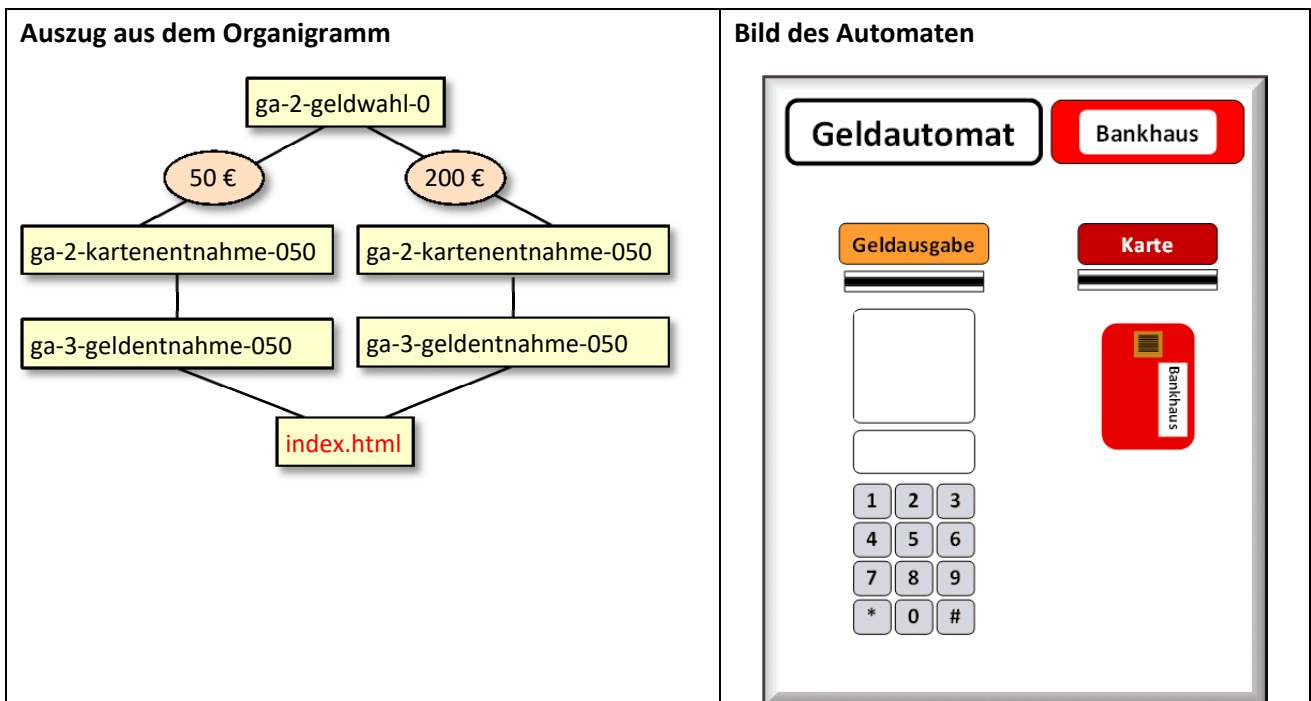 Auszug aus dem Organigramm
ga-2-geldwahl-0
50 €
200 €
ga-2-kartenentnahme-050
ga-2-kartenentnahme-050
ga-3-geldentnahme-050
ga-3-geldentnahme-050
index.html
Bild des Automaten
Geldautomat
Bankhaus
Geldausgabe
Karte
Bankhaus
1 2 3
4 5 6
7 8 9
* 0 #